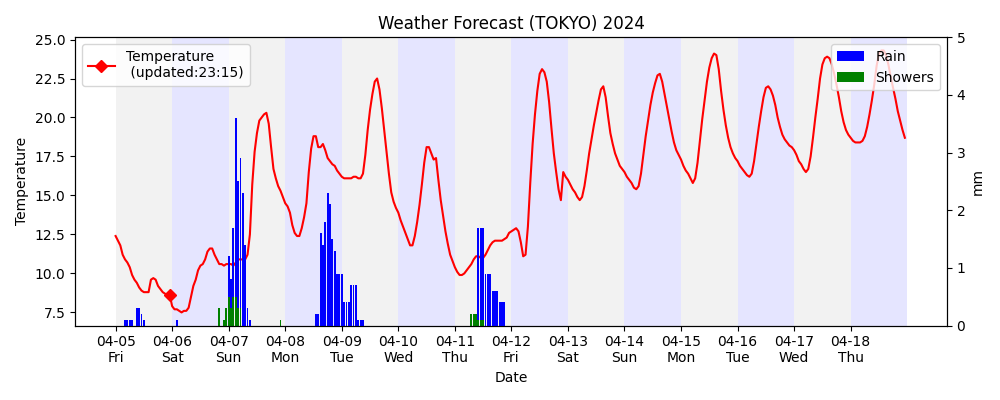 Weather Forecast (TOKYO) 2024
Temperature
(updated:23:15)
Rain
Showers
25.0
22.5
20.0
17.5
15.0
12.5
10.0
7.5
Temperature
5
4
3
2
1
0
mm
04-05 04-06 04-07 04-08 04-09 04-10 04-11 04-12 04-13 04-14 04-15 04-16 04-17 04-18
Fri Sat Sun Mon Tue Wed Thu Fri Sat Sun Mon Tue Wed Thu
Date